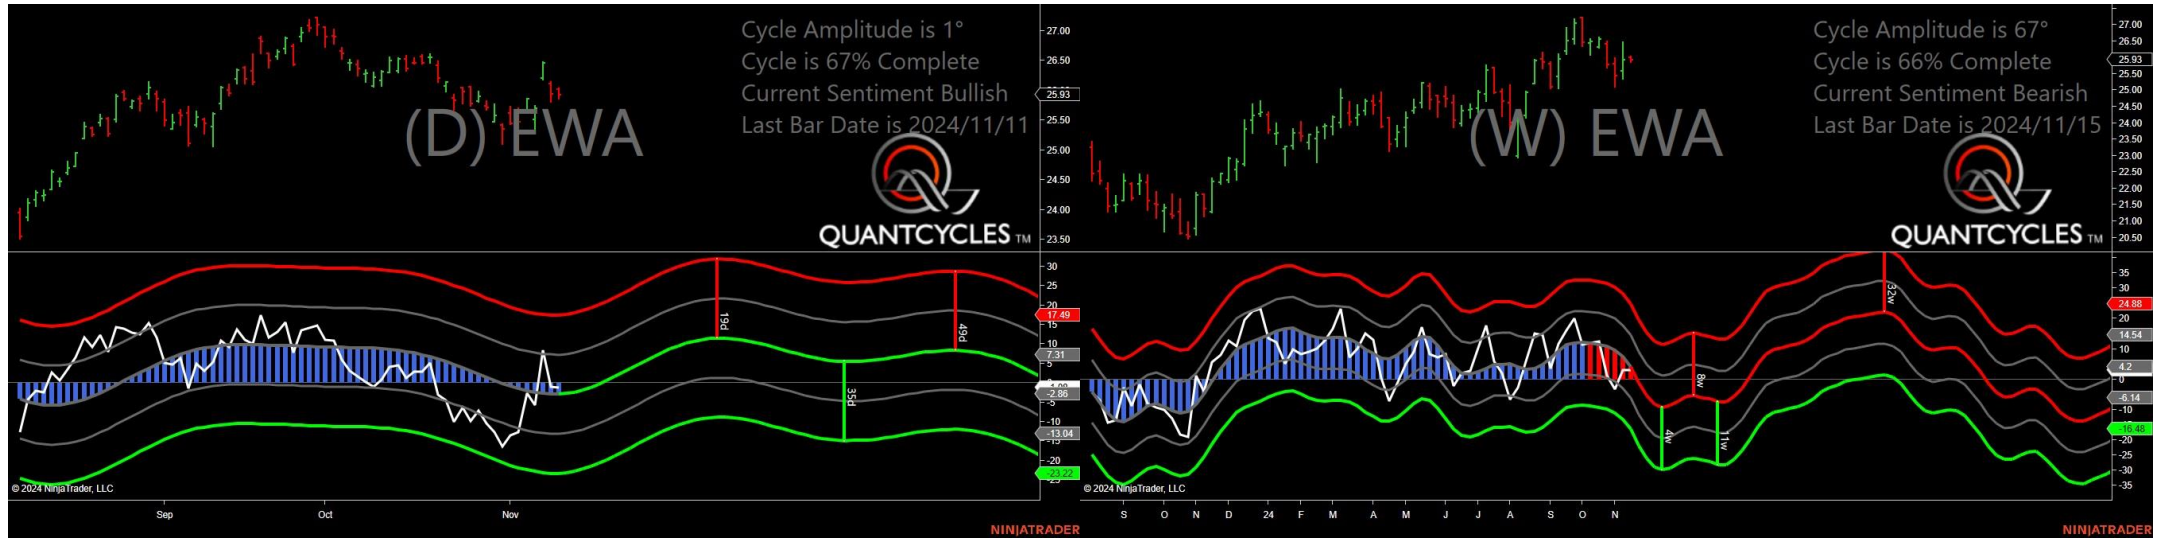 Cycle Amplitude is 1°
Cycle is 67% Complete
Current Sentiment Bullish
Last Bar Date is 2024/11/11
(D) EWA
QUANTCYCLES TM
27.00
26.50
25.93
25.50
25.00
24.50
24.00
23.50
30
25
20
17.49
15
10
7.31
5
-2.86
-5
-10
-13.04
-20
-23.22
19d
49d
35d
© 2024 NinjaTrader, LLC
Sep Oct Nov
NINJATRADER
Cycle Amplitude is 67°
Cycle is 66% Complete
Current Sentiment Bearish
Last Bar Date is 2024/11/15
(W) EWA
QUANTCYCLES TM
27.00
26.50
25.93
25.50
25.00
24.50
24.00
23.50
23.00
22.50
22.00
21.50
21.00
20.50
35
30
24.88
20
14.54
10
4.2
0
-6.14
-10
-16.48
-20
-25
-30
-35
32w
8w
4w
11w
© 2024 NinjaTrader, LLC
S O N D 24 F M A M J J A S O N
NINJATRADER